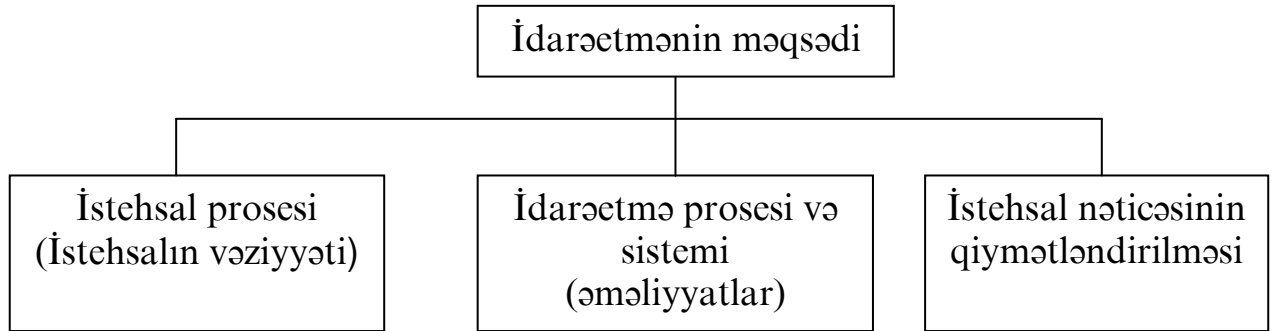 İdarəetmənin məqsədi
İstehsal prosesi
(İstehsalın vəziyyəti)
İdarəetmə prosesi və
sistemi
(əməliyyatlar)
İstehsal nəticəsinin
qiymətləndirilməsi